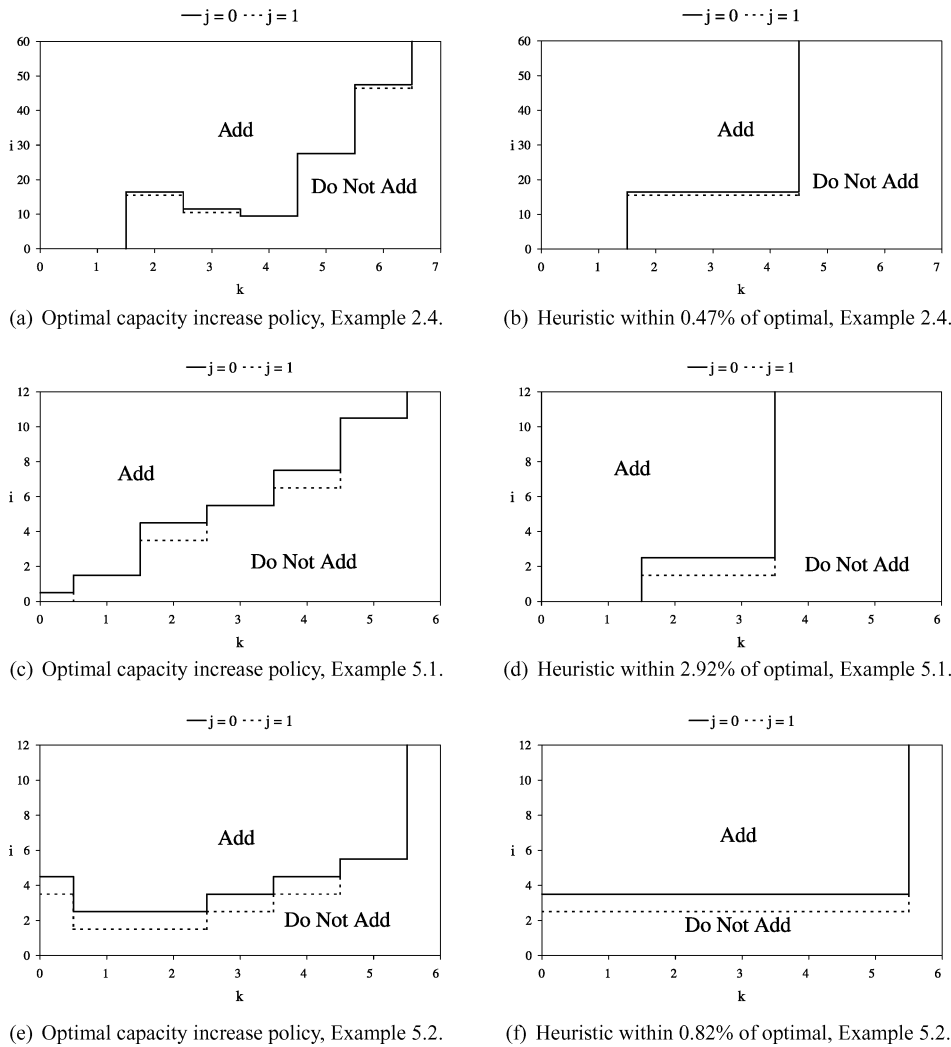 j = 0 j = 1
j = 0 j = 1
60
50
40
i 30
20
10
0
Add
Do Not Add
0 1 2 3 4 5 6 7
k
60
50
40
i 30
20
10
0
Add
Do Not Add
0 1 2 3 4 5 6 7
k
(a) Optimal capacity increase policy, Example 2.4.
(b) Heuristic within 0.47% of optimal, Example 2.4.
j = 0 j = 1
j = 0 j = 1
12
10
8
i 6
4
2
0
Add
Do Not Add
0 1 2 3 4 5 6
k
12
10
8
i 6
4
2
0
Add
Do Not Add
0 1 2 3 4 5 6
k
(c) Optimal capacity increase policy, Example 5.1.
(d) Heuristic within 2.92% of optimal, Example 5.1.
j = 0 j = 1
j = 0 j = 1
12
10
8
i 6
4
2
0
Add
Do Not Add
0 1 2 3 4 5 6
k
12
10
8
i 6
4
2
0
Add
Do Not Add
0 1 2 3 4 5 6
k
(e) Optimal capacity increase policy, Example 5.2.
(f) Heuristic within 0.82% of optimal, Example 5.2.